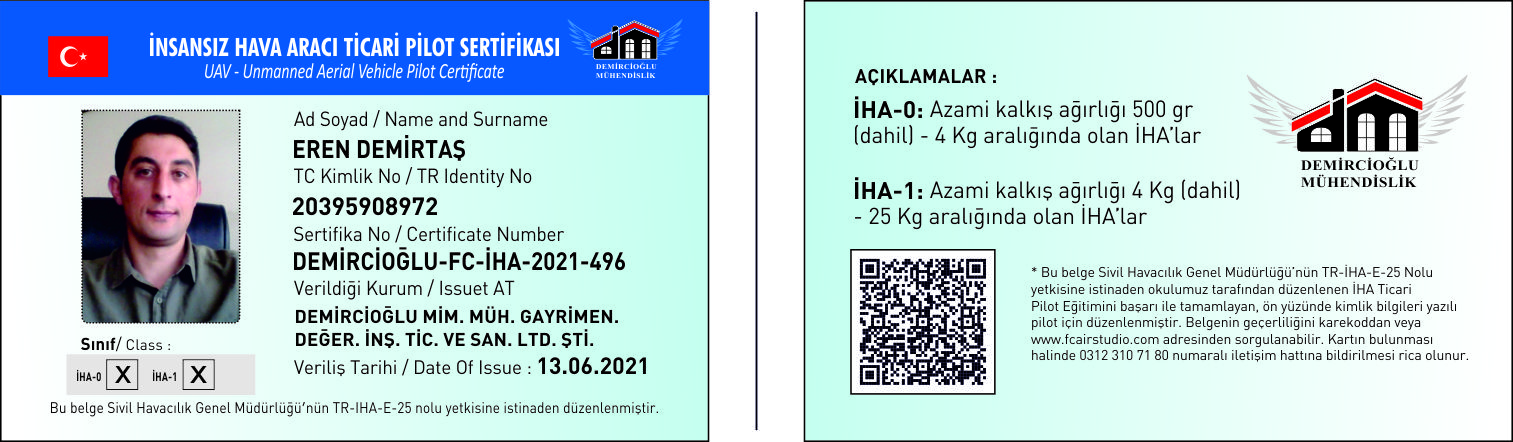 İNSANSIZ HAVA ARACI TİCARİ PİLOT SERTİFİKASI
UAV - Unmanned Aerial Vehicle Pilot Certificate
DEMİRCİOĞLU
MÜHENDİSLİK
Ad Soyad / Name and Surname
EREN DEMİRTAŞ
TC Kimlik No / TR Identity No
20395908972
Sertifika No / Certificate Number
DEMİRCİOĞLU-FC-İHA-2021-496
Verildiği Kurum / Issuet AT
DEMİRCİOĞLU MİM. MÜH. GAYRİMEN.
DEĞER. İNŞ. TİC. VE SAN. LTD. ŞTİ.
Veriliş Tarihi / Date Of Issue : 13.06.2021
Sınıf/ Class :
İHA-0 X İHA-1 X
Bu belge Sivil Havacılık Genel Müdürlüğü'nün TR-IHA-E-25 nolu yetkisine istinaden düzenlenmiştir.
AÇIKLAMALAR :
İHA-0: Azami kalkış ağırlığı 500 gr
(dahil) - 4 Kg aralığında olan İHA'lar
İHA-1: Azami kalkış ağırlığı 4 Kg (dahil)
- 25 Kg aralığında olan İHA'lar
DEMİRCİOĞLU
MÜHENDİSLİK
* Bu belge Sivil Havacılık Genel Müdürlüğü'nün TR-İHA-E-25 Nolu
yetkisine istinaden okulumuz tarafından düzenlenen İHA Ticari
Pilot Eğitimini başarı ile tamamlayan, ön yüzünde kimlik bilgileri yazılı
pilot için düzenlenmiştir. Belgenin geçerliliğini karekoddan veya
www.fcairstudio.com adresinden sorgulanabilir. Kartın bulunması
halinde 0312 310 71 80 numaralı iletişim hattına bildirilmesi rica olunur.